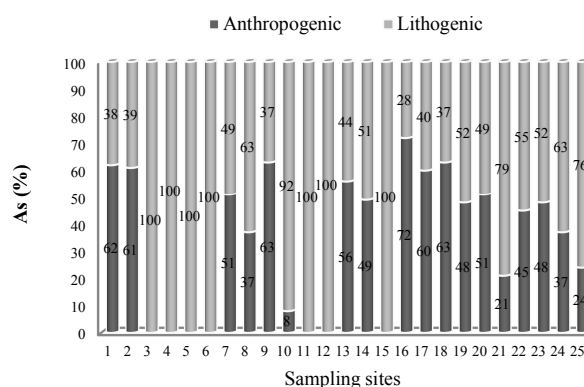 Anthropogenic Lithogenic
As (%)
100
90
80
70
60
50
40
30
20
10
0
38 39 100 100 100 100 49 63 37 92 100 100 44 51 100 28 40 37 52 49 79 55 52 63 76
62 61 51 37 63 8 56 49 72 60 63 48 51 21 45 48 37 24
1 2 3 4 5 6 7 8 9 10 11 12 13 14 15 16 17 18 19 20 21 22 23 24 25
Sampling sites